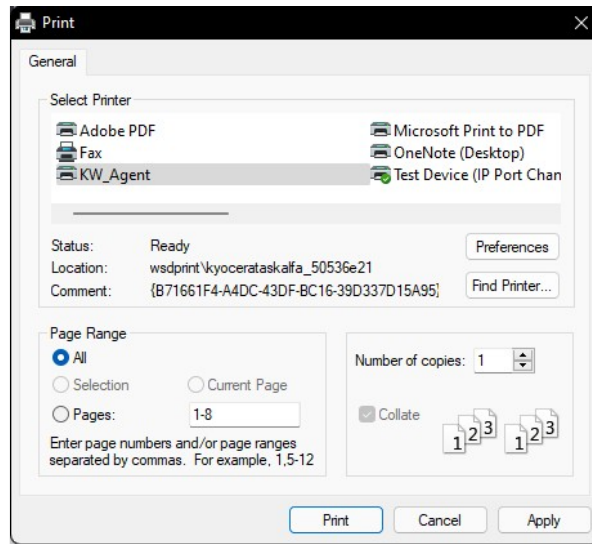 Print
General
Select Printer
Adobe PDF
Microsoft Print to PDF
Fax
OneNote (Desktop)
KW_Agent
Test Device (IP Port Chan
Status: Ready
Preferences
Location: wsdprint\kyocerataskalfa_50536e21
Comment: {B71661F4-A4DC-43DF-BC16-39D337D15A95}
Find Printer...
Page Range
All
Selection
Current Page
Pages: 1-8
Enter page numbers and/or page ranges
separated by commas. For example, 1,5-12
Number of copies: 1
Collate
1 2 3 1 2 3
Print
Cancel
Apply